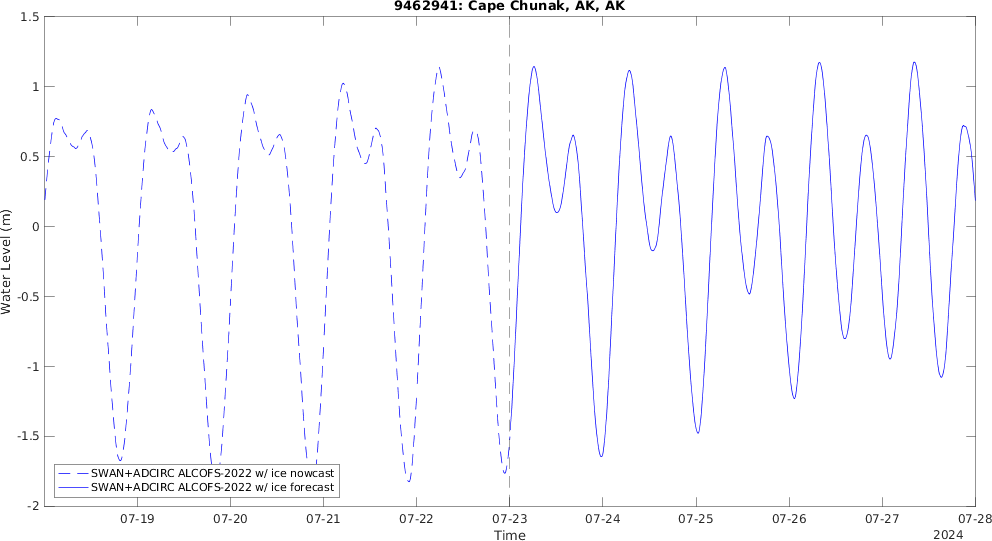 9462941: Cape Chunak, AK, AK
1.5
1
0.5
0
-0.5
-1
-1.5
-2
Water Level (m)
SWAN+ADCIRC ALCOFS-2022 w/ ice nowcast
SWAN+ADCIRC ALCOFS-2022 w/ ice forecast
07-19 07-20 07-21 07-22 07-23 07-24 07-25 07-26 07-27 07-28
Time
2024